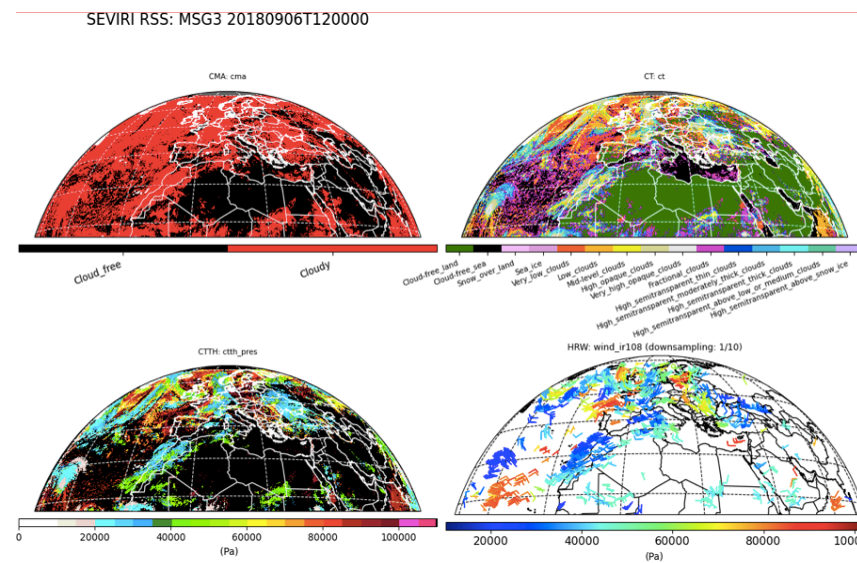 SEVIRI RSS: MSG3 20180906T120000
CMA: cma
CT: ct
Cloud_free
Cloudy
Cloud-free_land
Cloud-free_sea
Snow_over_land
Sea_ice
Very_low_clouds
Low_clouds
Mid-level_clouds
High_opaque_clouds
Very_high_opaque_clouds
Fractional_clouds
High_semitransparent_thin_clouds
High_semitransparent_moderately_thick_clouds
High_semitransparent_thick_clouds
High_semitransparent_above_low_or_medium_clouds
High_semitransparent_above_snow_ice
CTTH: ctth_pres
HRW: wind_ir108 (downsampling: 1/10)
0 20000 40000 60000 80000 100000
(Pa)
20000 40000 60000 80000 1000
(Pa)